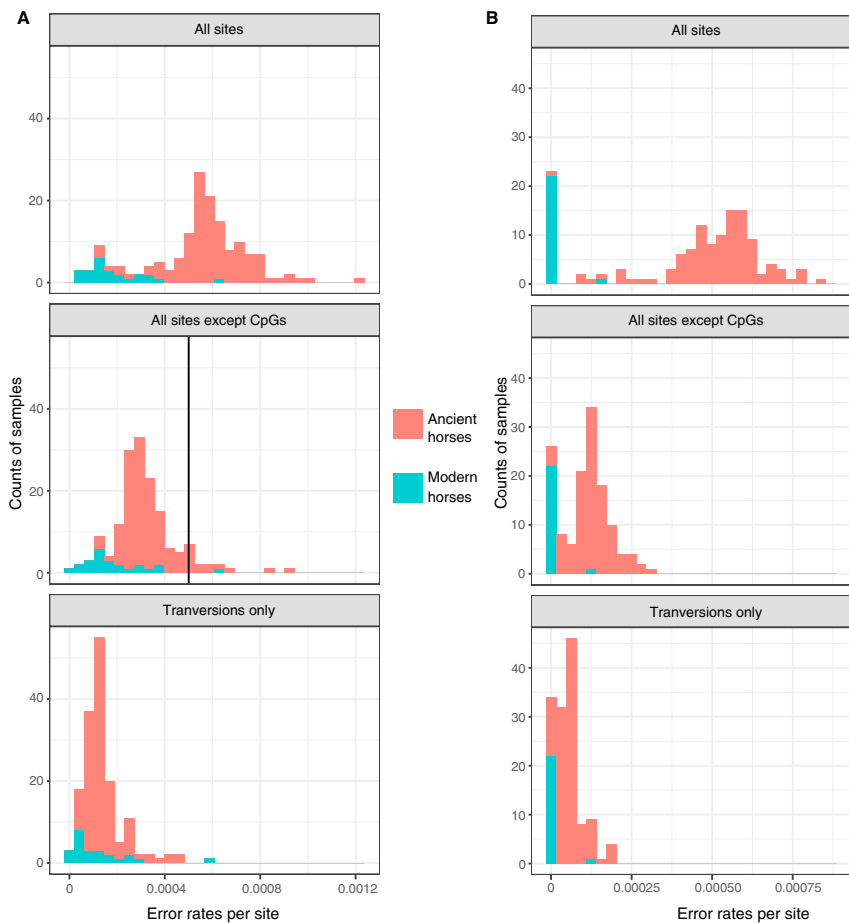 A
All sites
40
20
0
All sites except CpGs
40
20
0
Tranversions only
40
20
0
0
0.0004
0.0008
0.0012
Error rates per site
Counts of samples
Ancient
horses
Modern
horses
B
All sites
40
30
20
10
0
All sites except CpGs
40
30
20
10
0
Tranversions only
40
30
20
10
0
0
0.00025
0.00050
0.00075
Error rates per site
Counts of samples